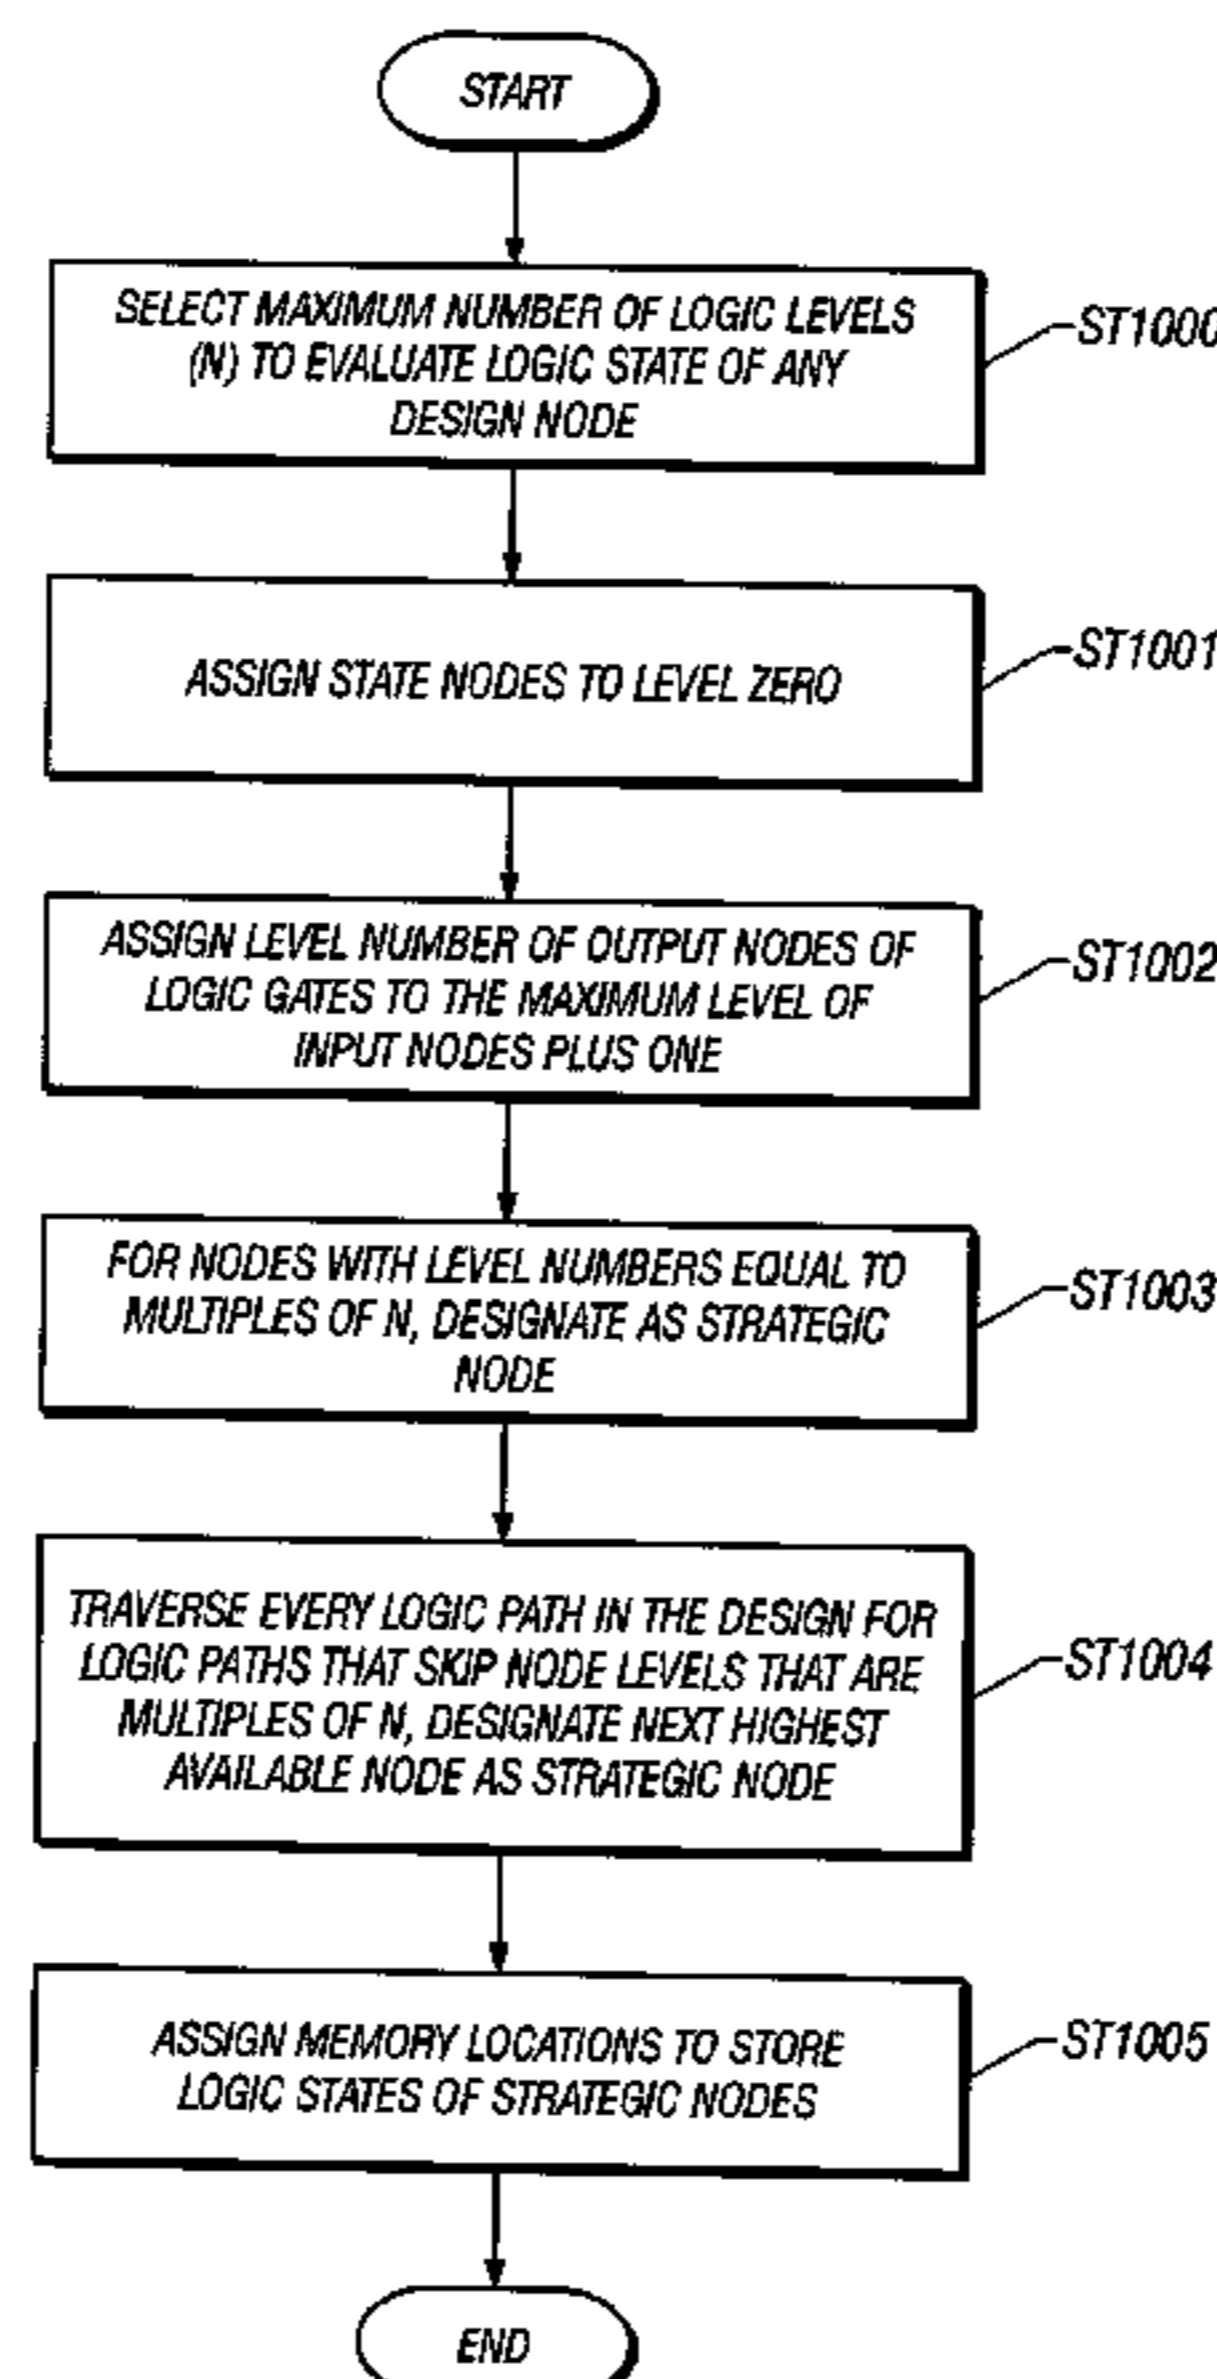 START
SELECT MAXIMUM NUMBER OF LOGIC LEVELS
(N) TO EVALUATE LOGIC STATE OF ANY
DESIGN NODE
ST1000
ASSIGN STATE NODES TO LEVEL ZERO
ST1001
ASSIGN LEVEL NUMBER OF OUTPUT NODES OF
LOGIC GATES TO THE MAXIMUM LEVEL OF
INPUT NODES PLUS ONE
ST1002
FOR NODES WITH LEVEL NUMBERS EQUAL TO
MULTIPLES OF N, DESIGNATE AS STRATEGIC
NODE
ST1003
TRAVERSE EVERY LOGIC PATH IN THE DESIGN FOR
LOGIC PATHS THAT SKIP NODE LEVELS THAT ARE
MULTIPLES OF N, DESIGNATE NEXT HIGHEST
AVAILABLE NODE AS STRATEGIC NODE
ST1004
ASSIGN MEMORY LOCATIONS TO STORE
LOGIC STATES OF STRATEGIC NODES
ST1005
END